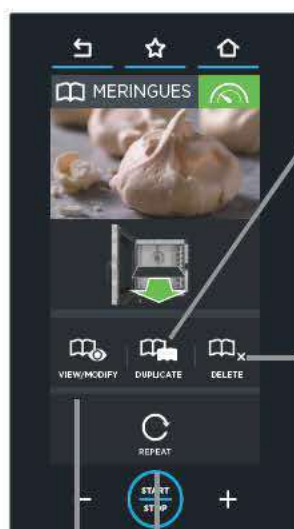 MERINGUES
VIEW/MODIFY DUPLICATE DELETE
REPEAT
START
- +
STOP